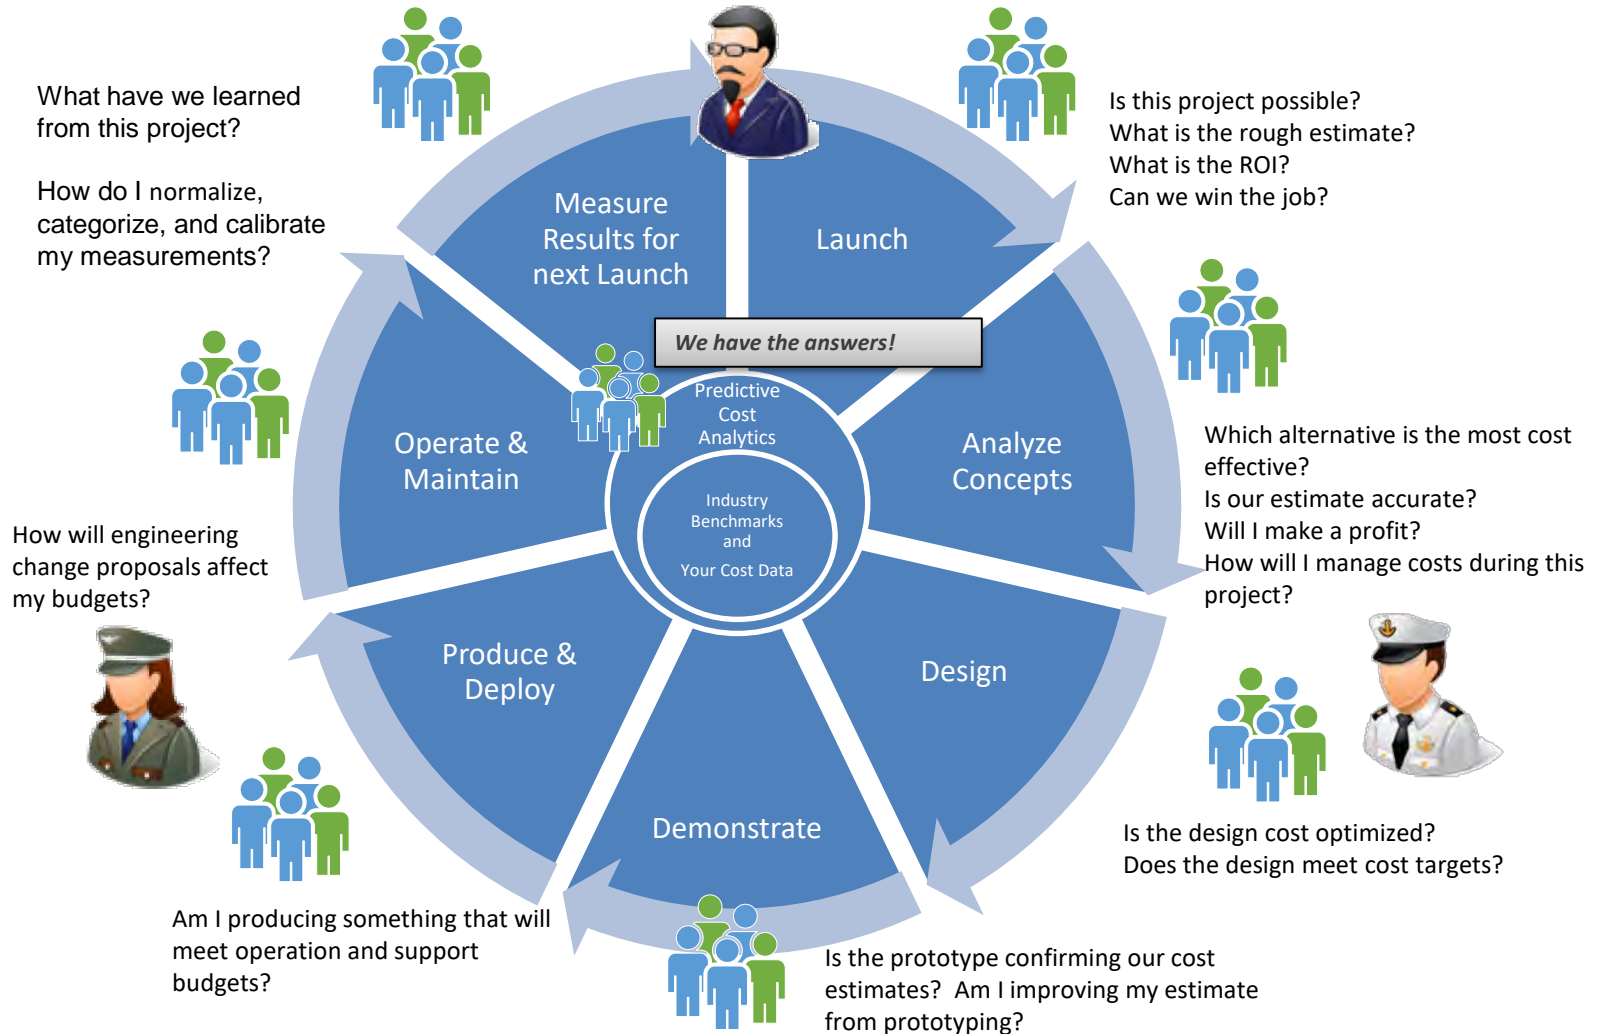 What have we learned
from this project?
How do I normalize,
categorize, and calibrate
my measurements?
Is this project possible?
What is the rough estimate?
What is the ROI?
Can we win the job?
Measure
Results for
next Launch
Launch
We have the answers!
Predictive
Cost
Analytics
Industry
Benchmarks
and
Your Cost Data
Operate &
Maintain
Analyze
Concepts
Which alternative is the most cost
effective?
Is our estimate accurate?
Will I make a profit?
How will I manage costs during this
project?
How will engineering
change proposals affect
my budgets?
Produce &
Deploy
Design
Demonstrate
Is the design cost optimized?
Does the design meet cost targets?
Am I producing something that will
meet operation and support
budgets?
Is the prototype confirming our cost
estimates?  Am I improving my estimate
from prototyping?